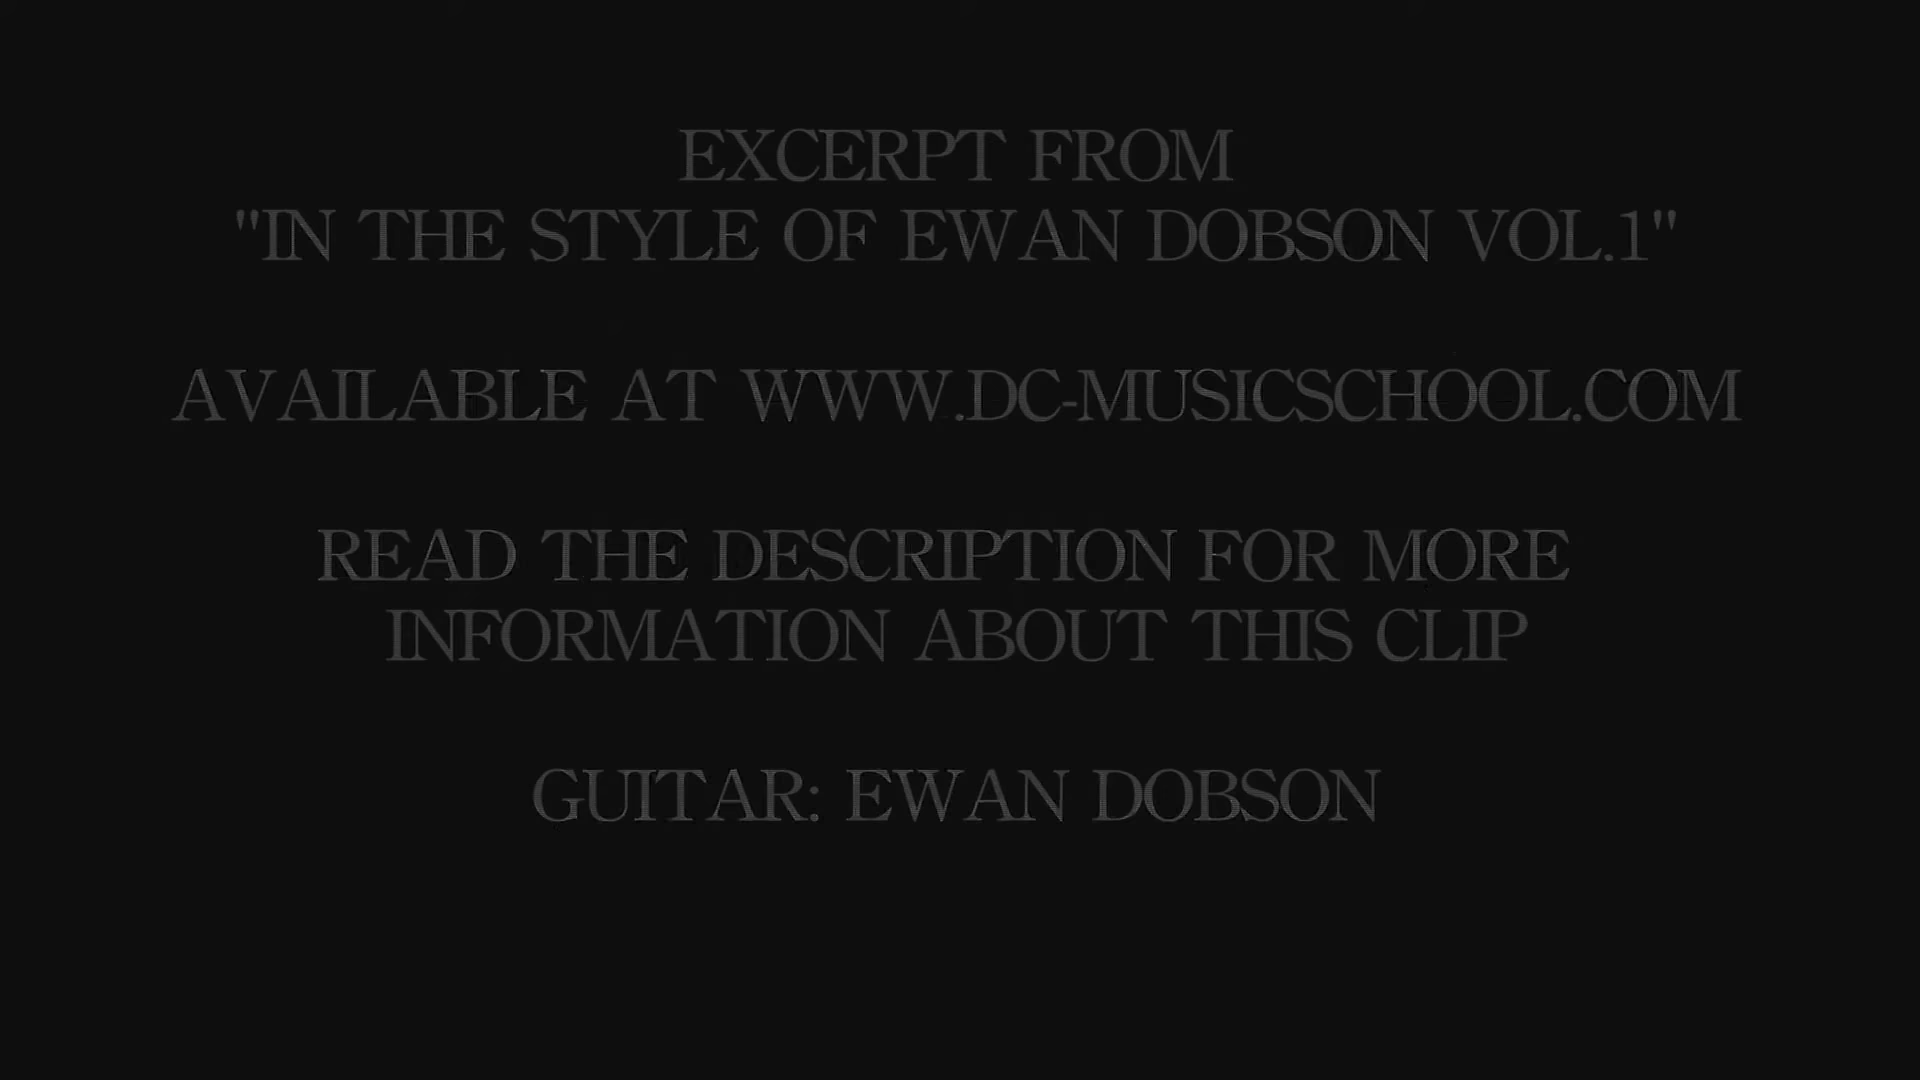 EXCERPT FROM
"IN THE STYLE OF EWAN DOBSON VOL.1"
AVAILABLE AT WWW.DC-MUSICSCHOOL.COM
READ THE DESCRIPTION FOR MORE
INFORMATION ABOUT THIS CLIP
GUITAR: EWAN DOBSON